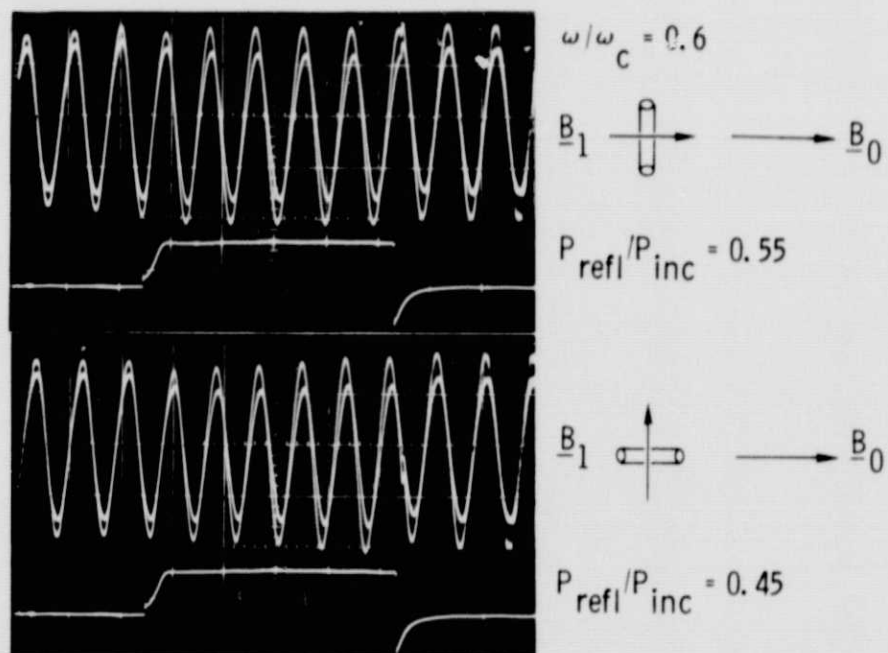 ω/ω_c = 0.6
B_1 B_0
P_refl/P_inc = 0.55
B_1 B_0
P_refl/P_inc = 0.45